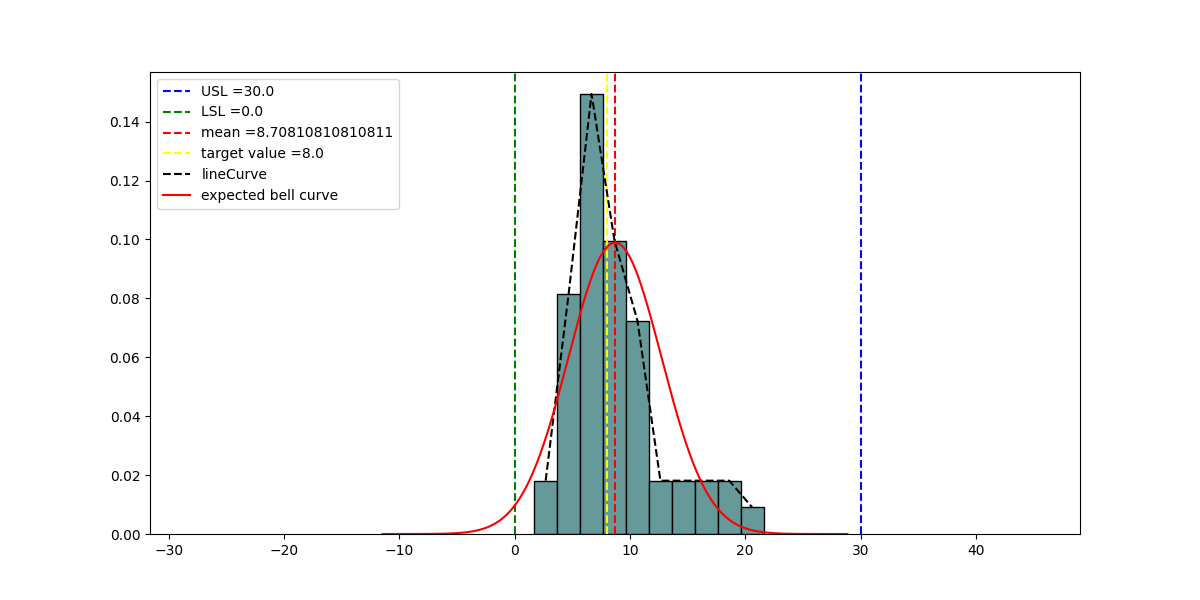 USL =30.0
LSL =0.0
mean =8.70810810810811
target value =8.0
lineCurve
expected bell curve
0.14
0.12
0.10
0.08
0.06
0.04
0.02
0.00
−30 −20 −10 0 10 20 30 40